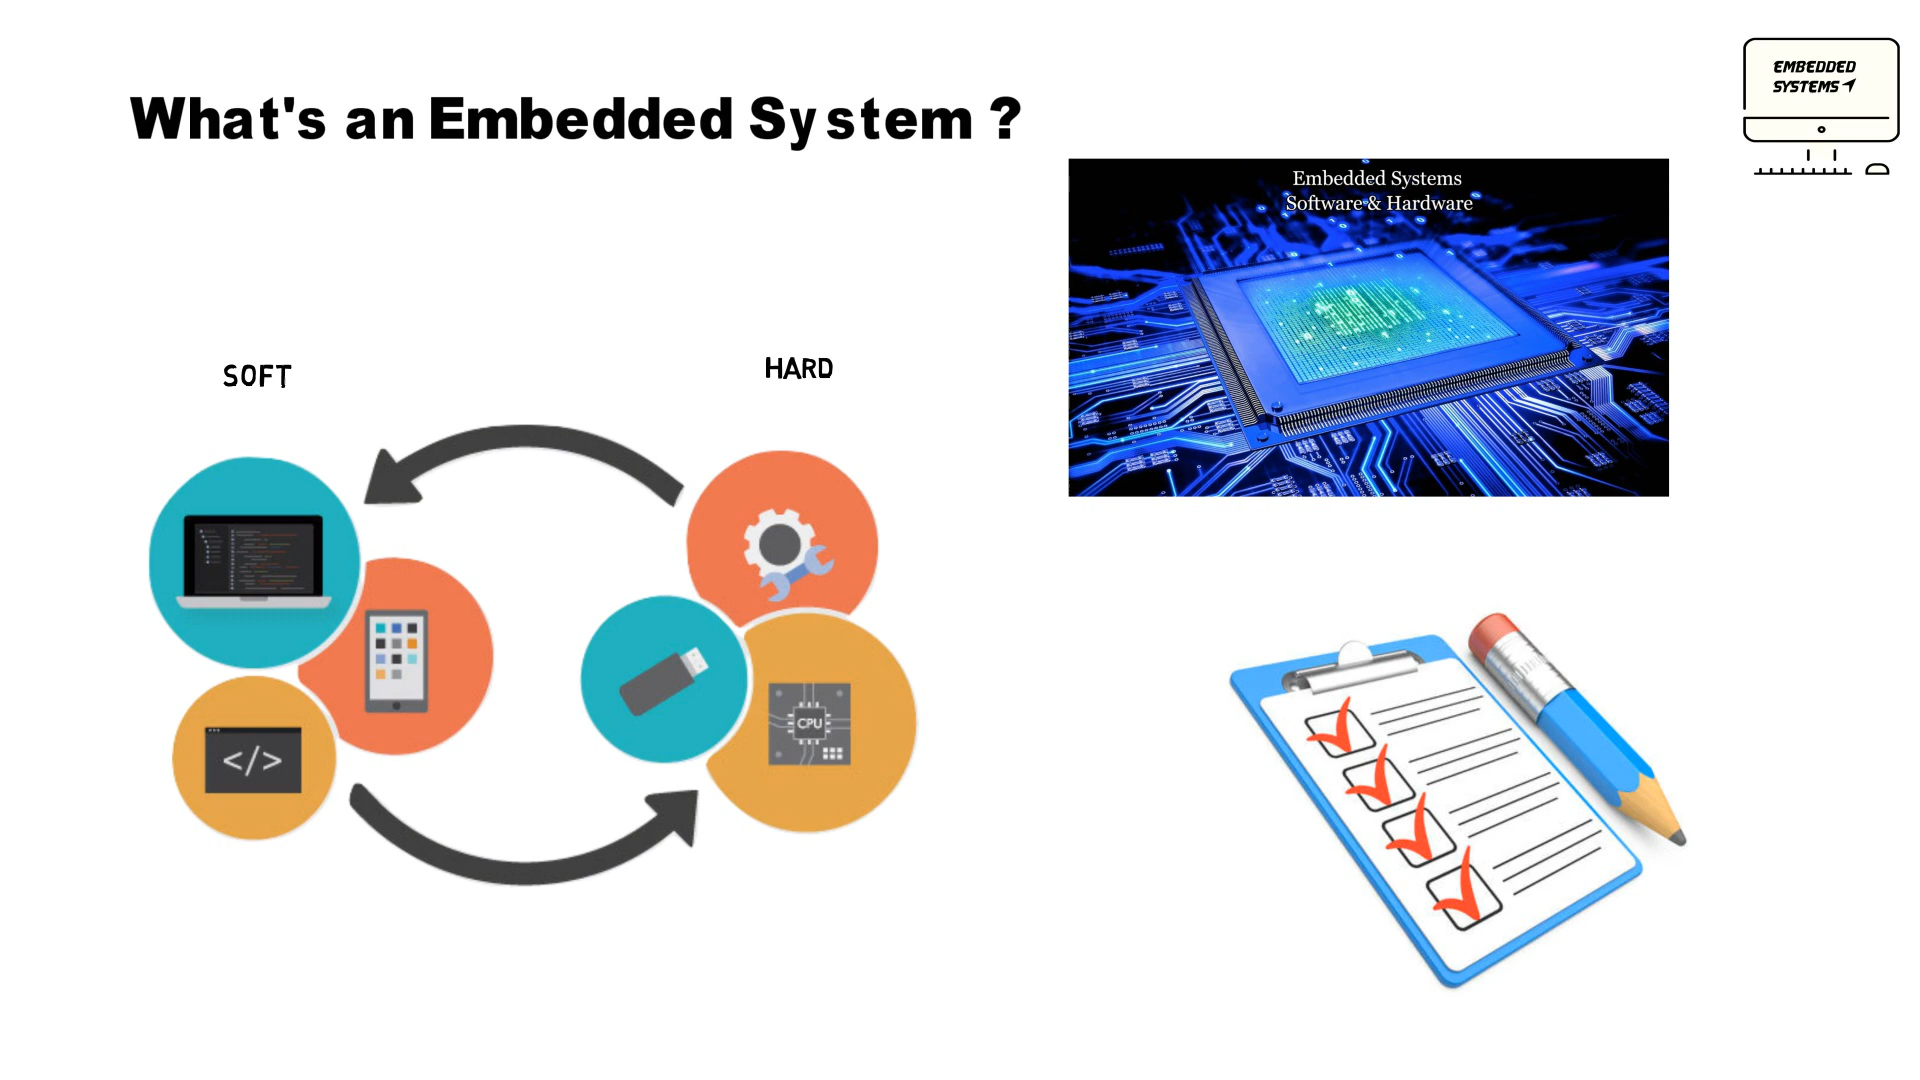 What's an Embedded System ?
EMBEDDED
SYSTEMS
Embedded Systems
Software & Hardware
SOFT
HARD
CPU
</>